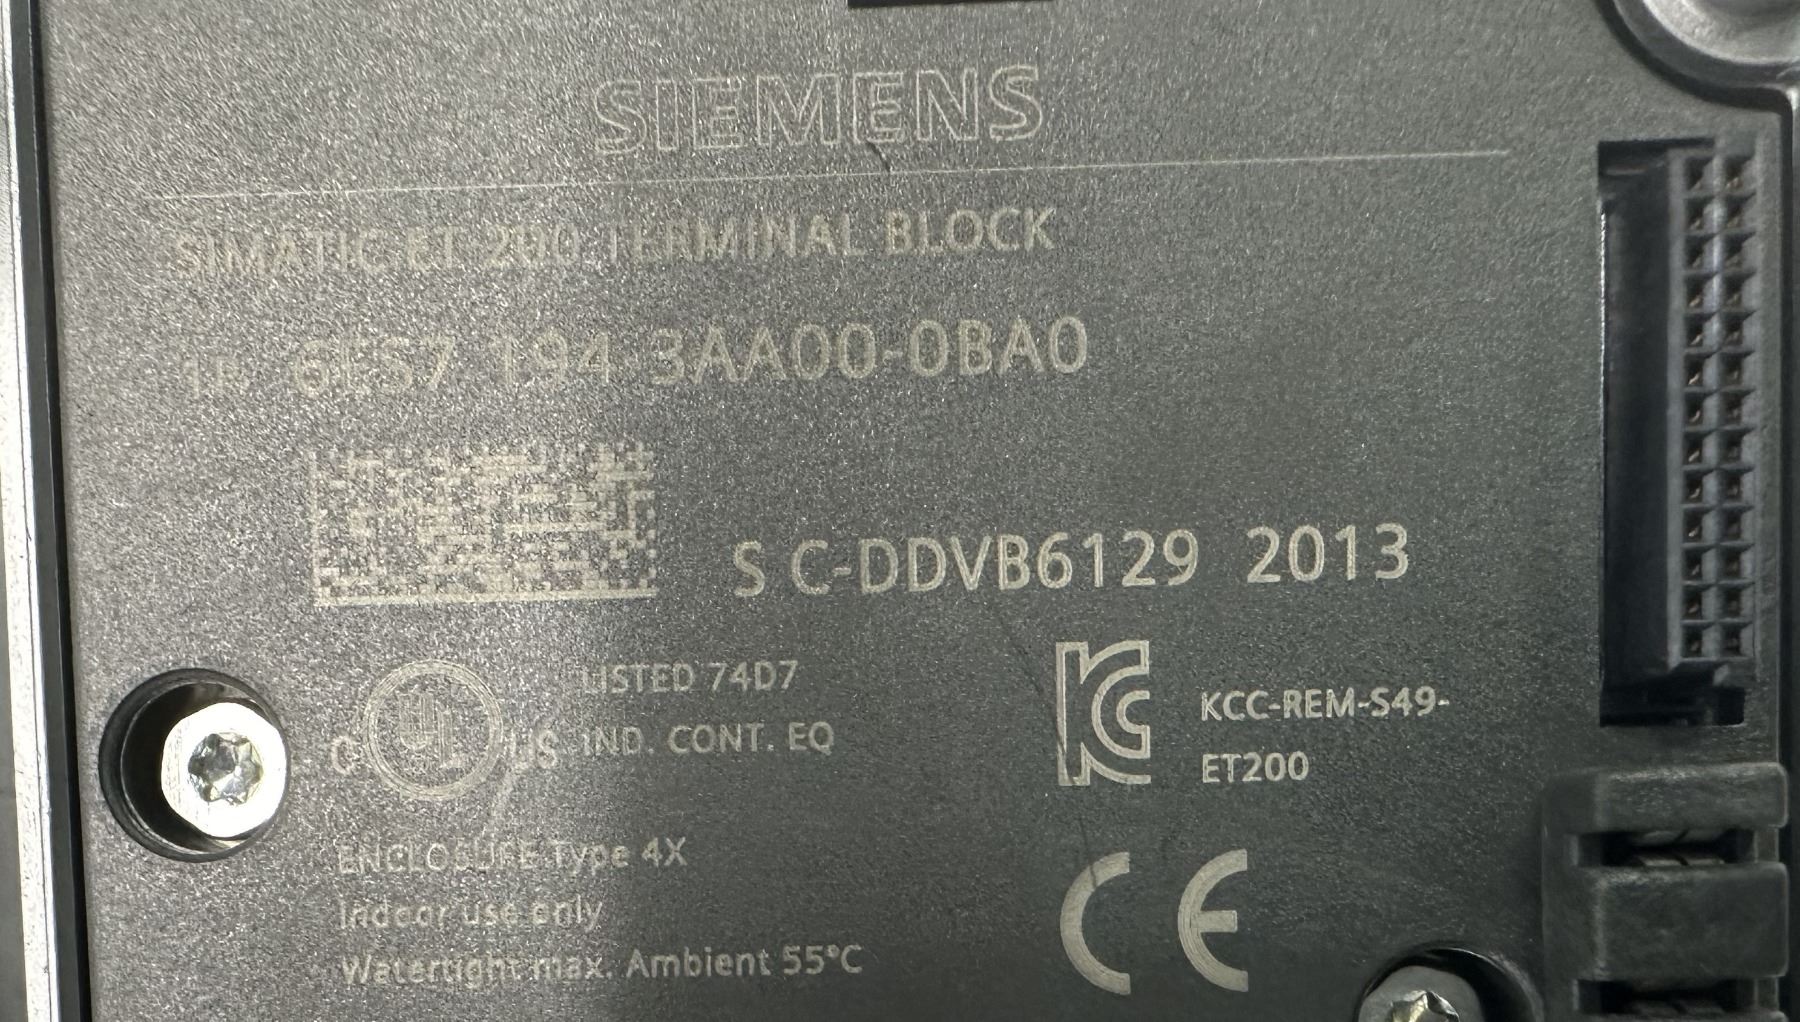 SIEMENS
SIMATIC ET 200 TERMINAL BLOCK
1P 6ES7 194 3AA00-0BA0
S C-DDVB6129 2013
C UL US LISTED 74D7
IND. CONT. EQ
KCC-REM-S49-
ET200
ENCLOSURE Type 4X
Indoor use only
Watertight max. Ambient 55°C
CE